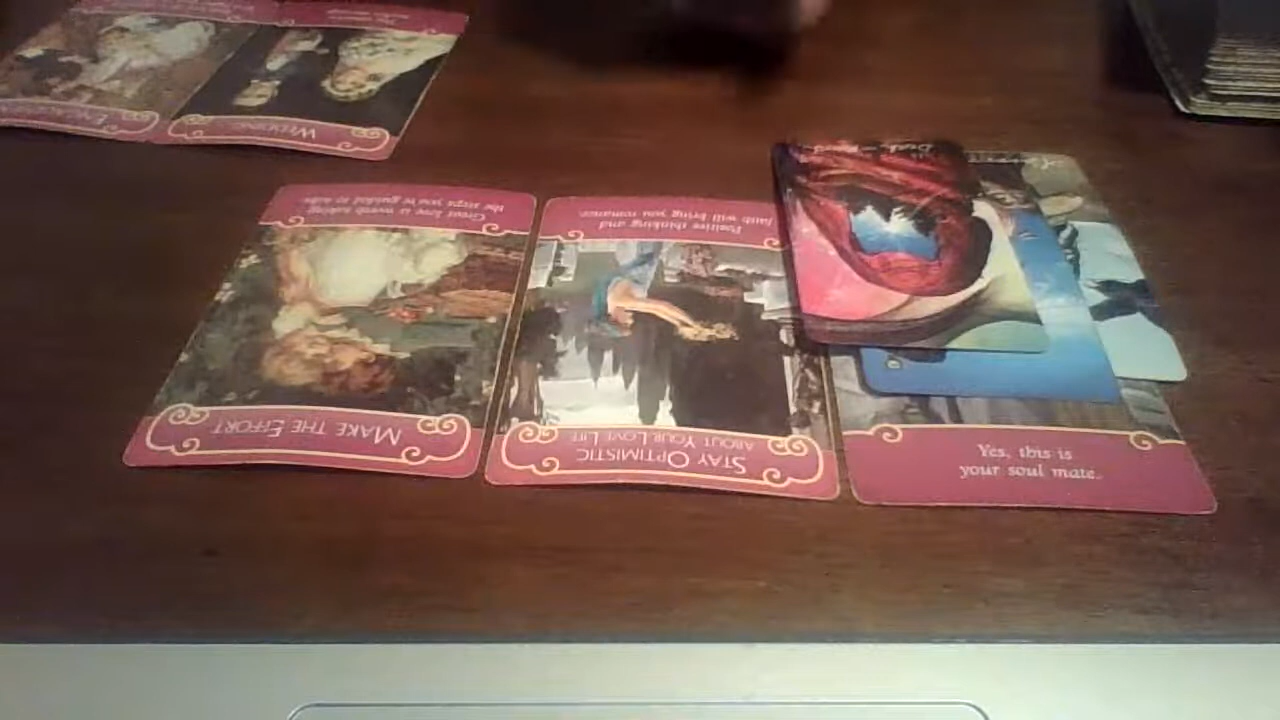 WEDDING
Great love is worth taking
the steps you're guided to take
MAKE THE EFFORT
Positive thinking and
faith will bring you romance
STAY OPTIMISTIC
ABOUT YOUR LOVE LIFE
Yes, this is
your soul mate.